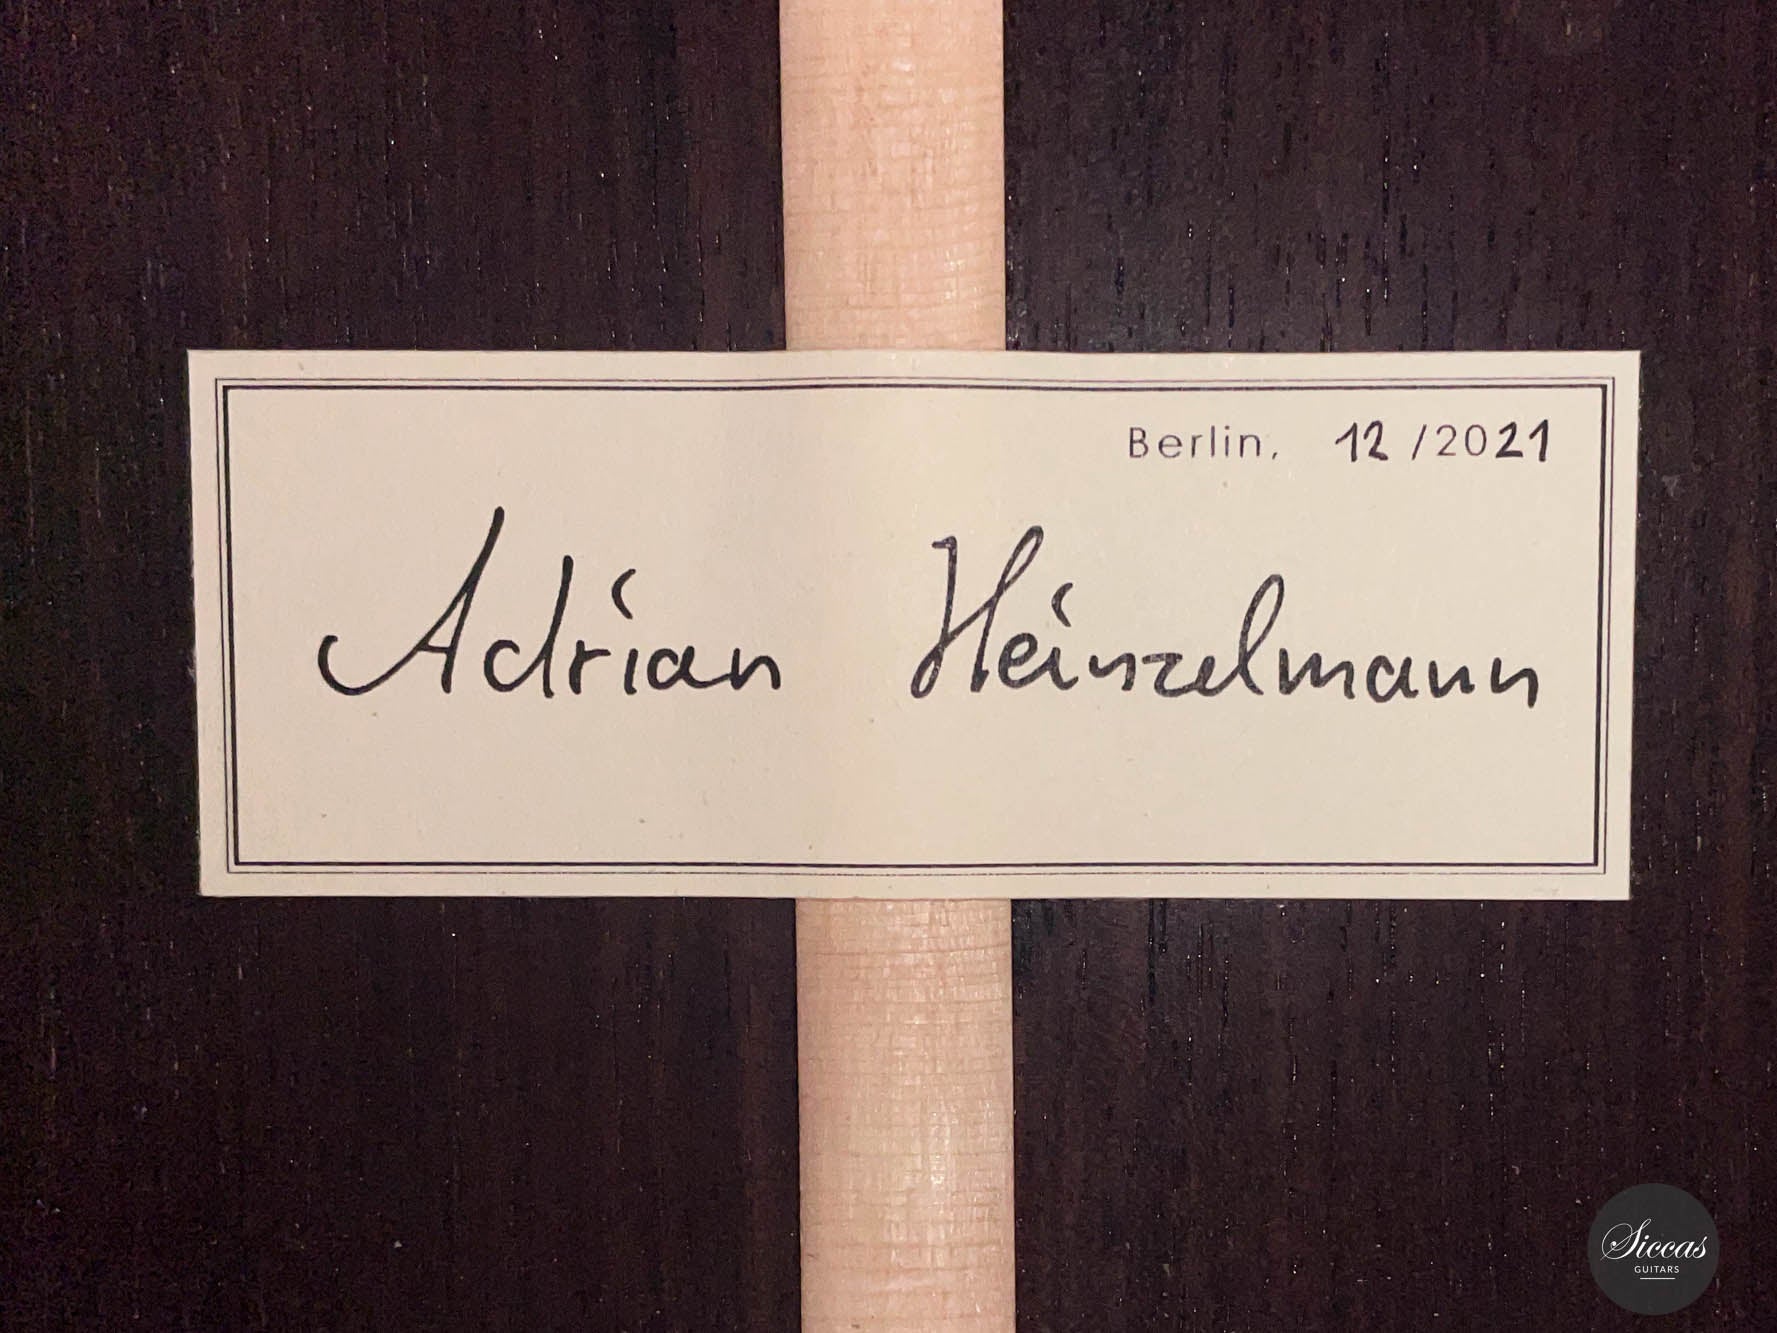 Berlin, 12 /2021
Adrian Heinzelmann
Siccas
GUITARS